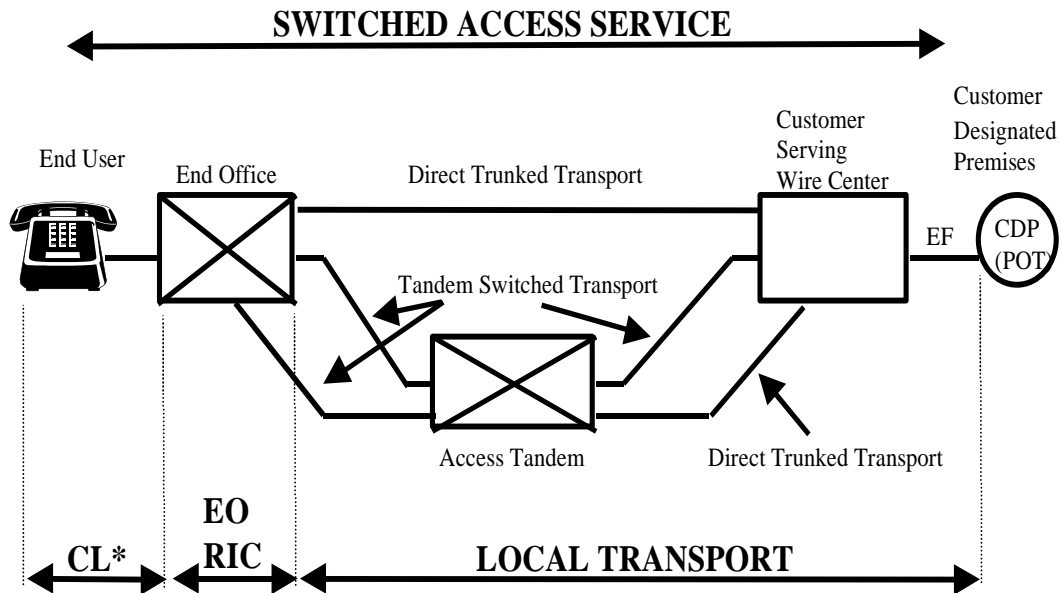 SWITCHED ACCESS SERVICE
Customer
Designated
Premises
Customer
Serving
Wire Center
End User
End Office
Direct Trunked Transport
EF
CDP
(POT)
Tandem Switched Transport
Access Tandem
Direct Trunked Transport
EO
RIC
CL*
LOCAL TRANSPORT